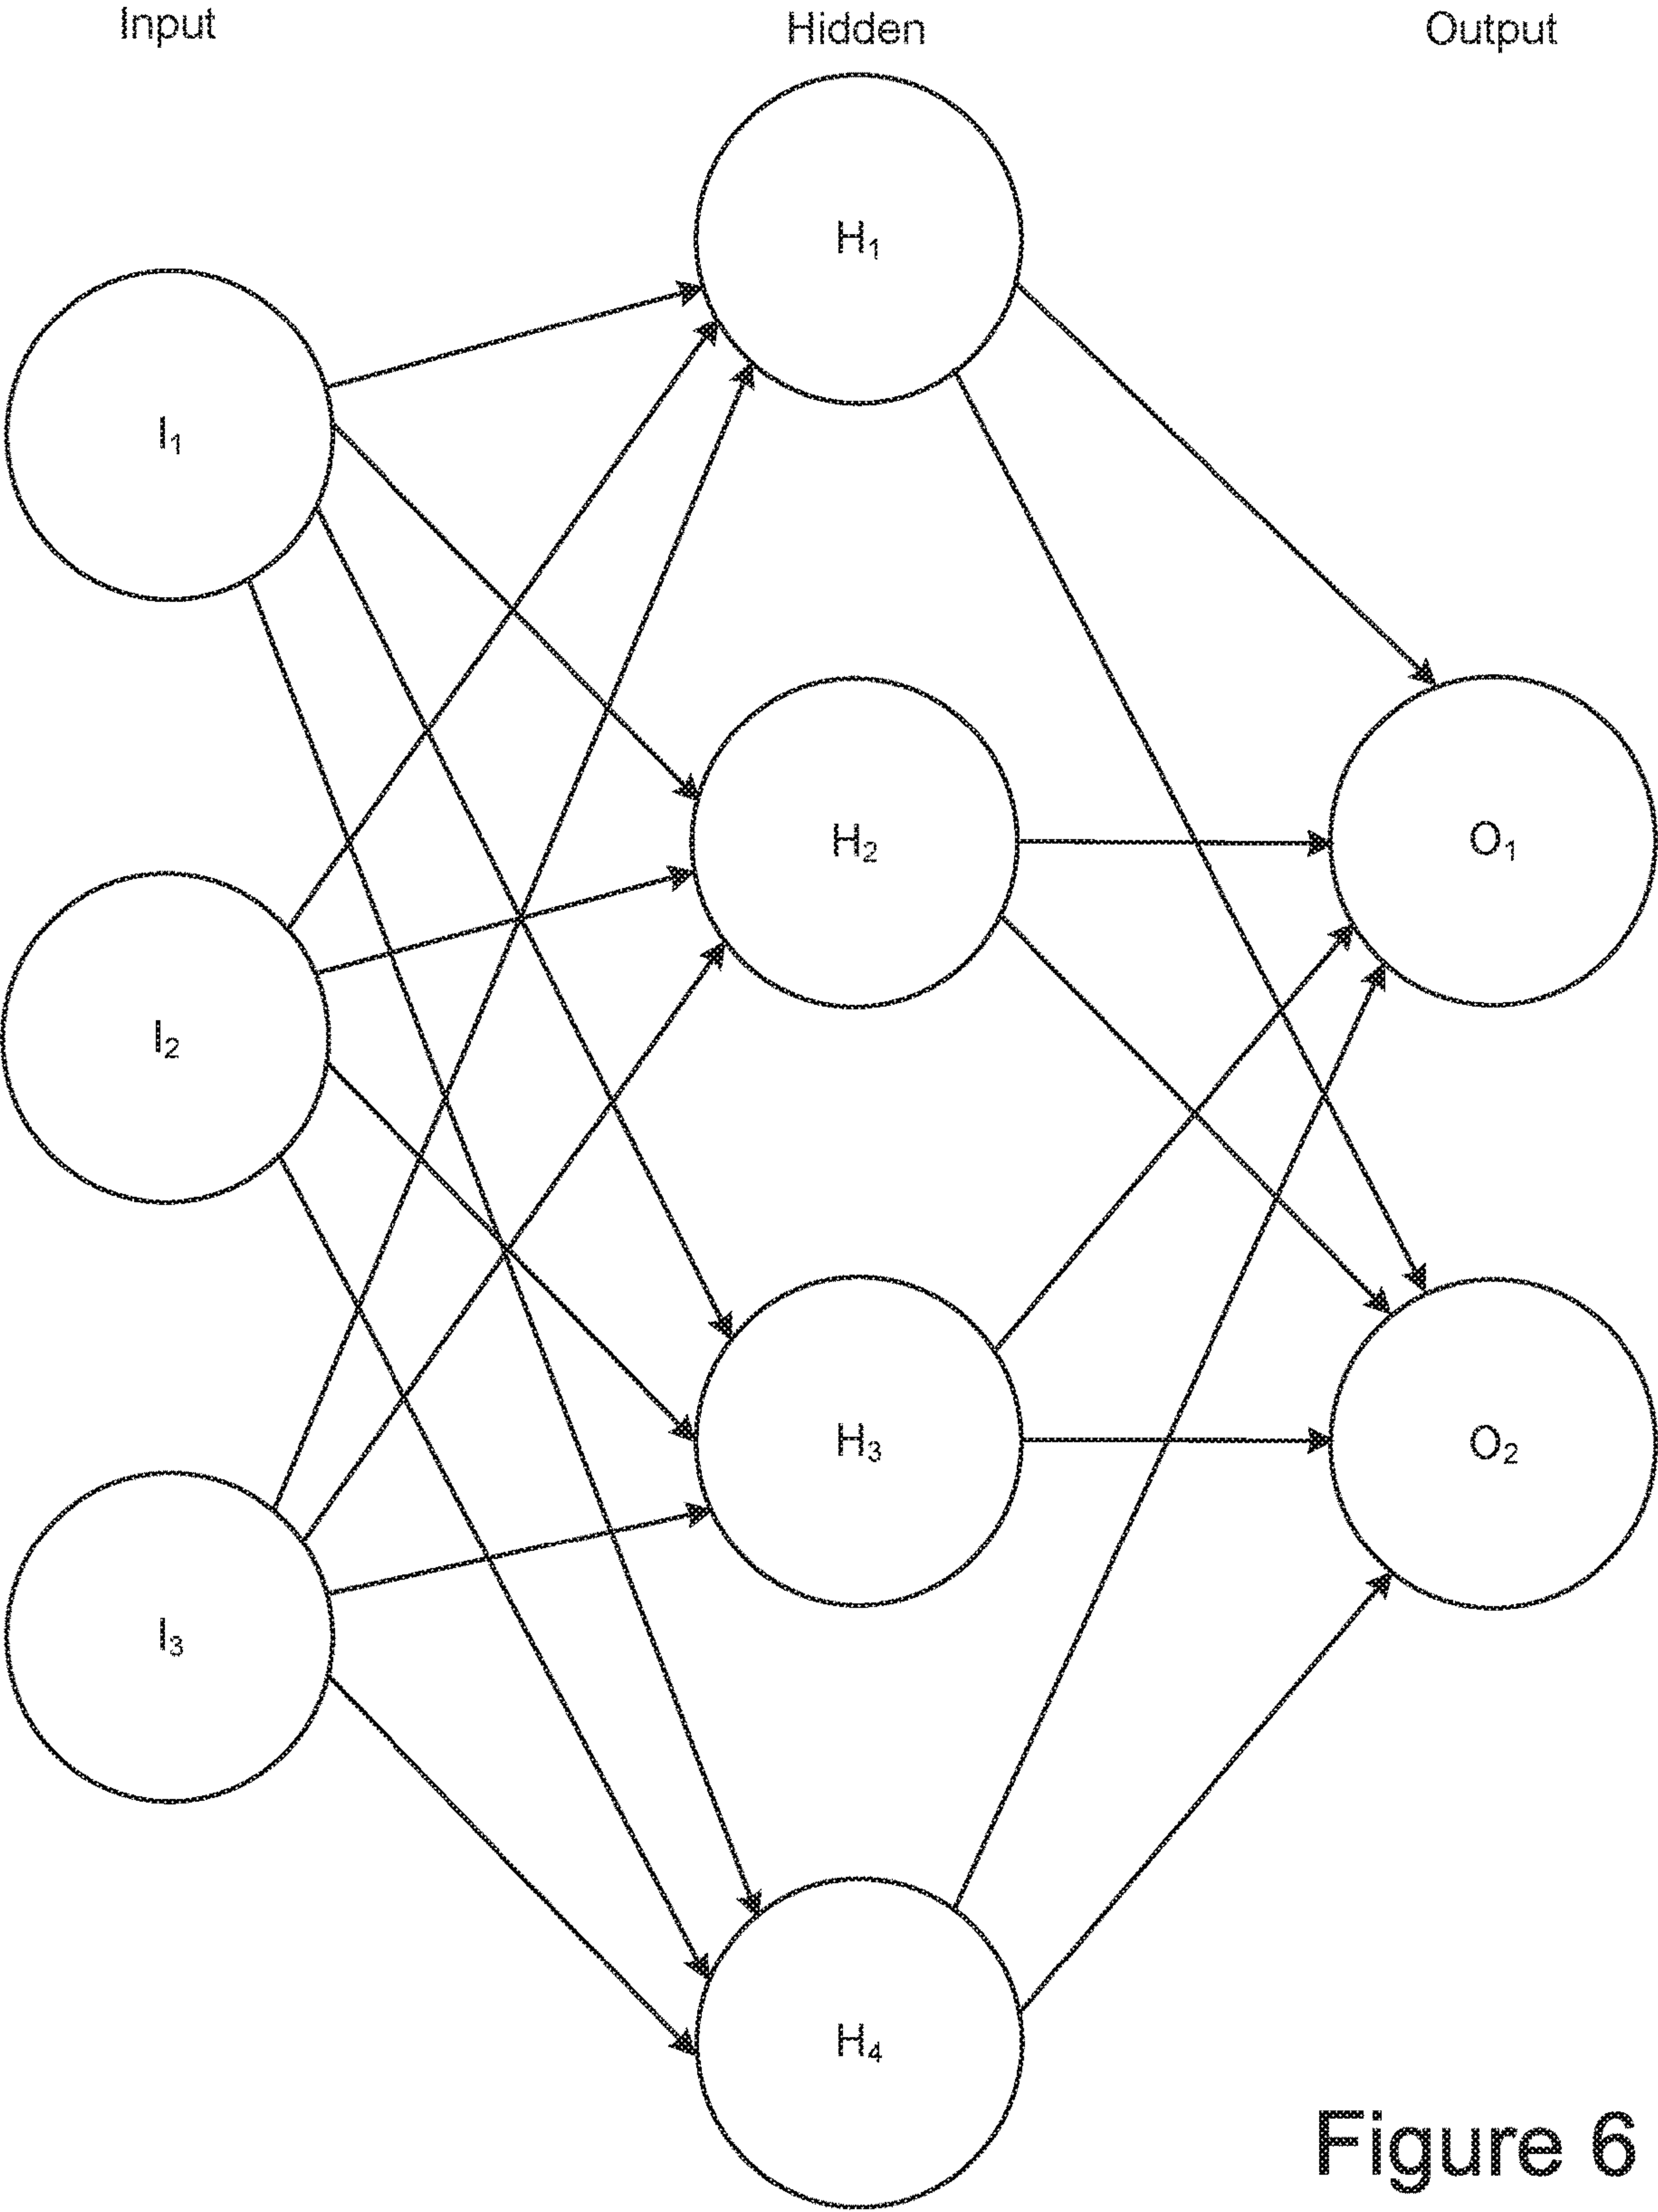 Input Hidden Output
H₁
I₁
H₂ O₁
I₂
H₃ O₂
I₃
H₄
Figure 6